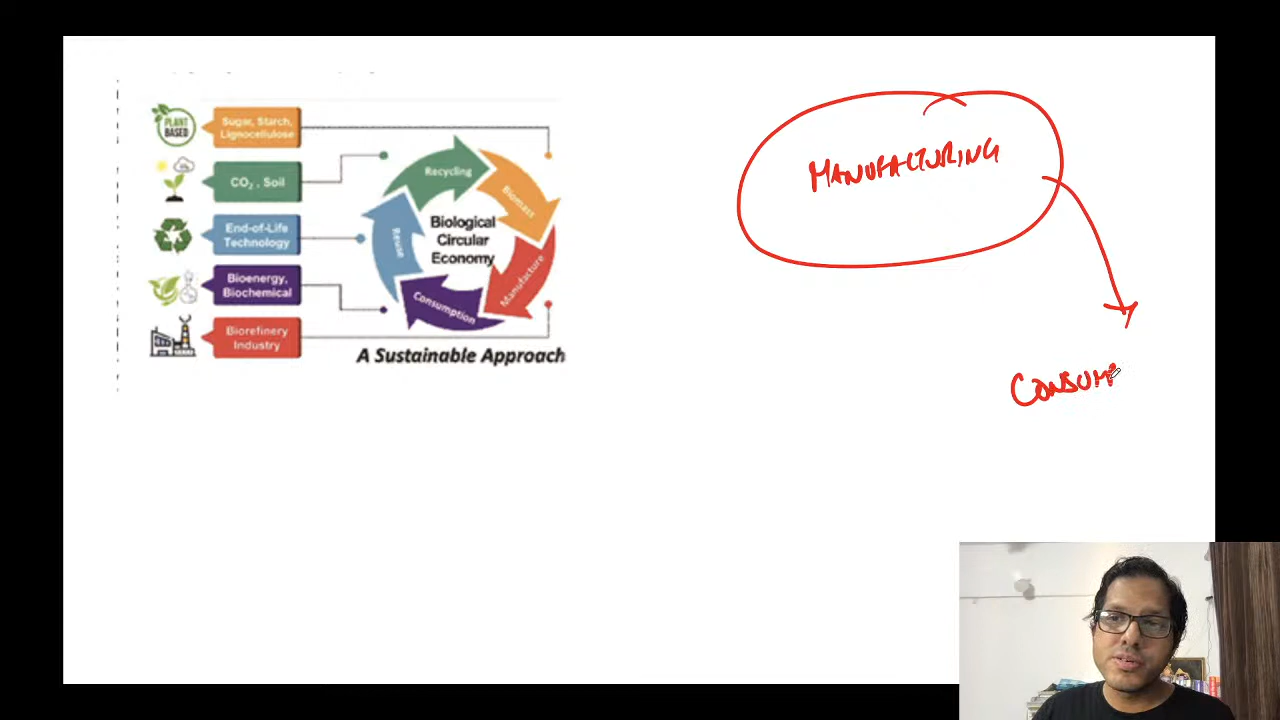 PLANT
BASED
Sugar, Starch,
Lignocellulose
CO₂ , Soil
End-of-Life
Technology
Bioenergy,
Biochemical
Biorefinery
Industry
Recycling
Biomass
Manufacture
Consumption
Reuse
Biological
Circular
Economy
A Sustainable Approach
MANUFACTURING
CONSUM